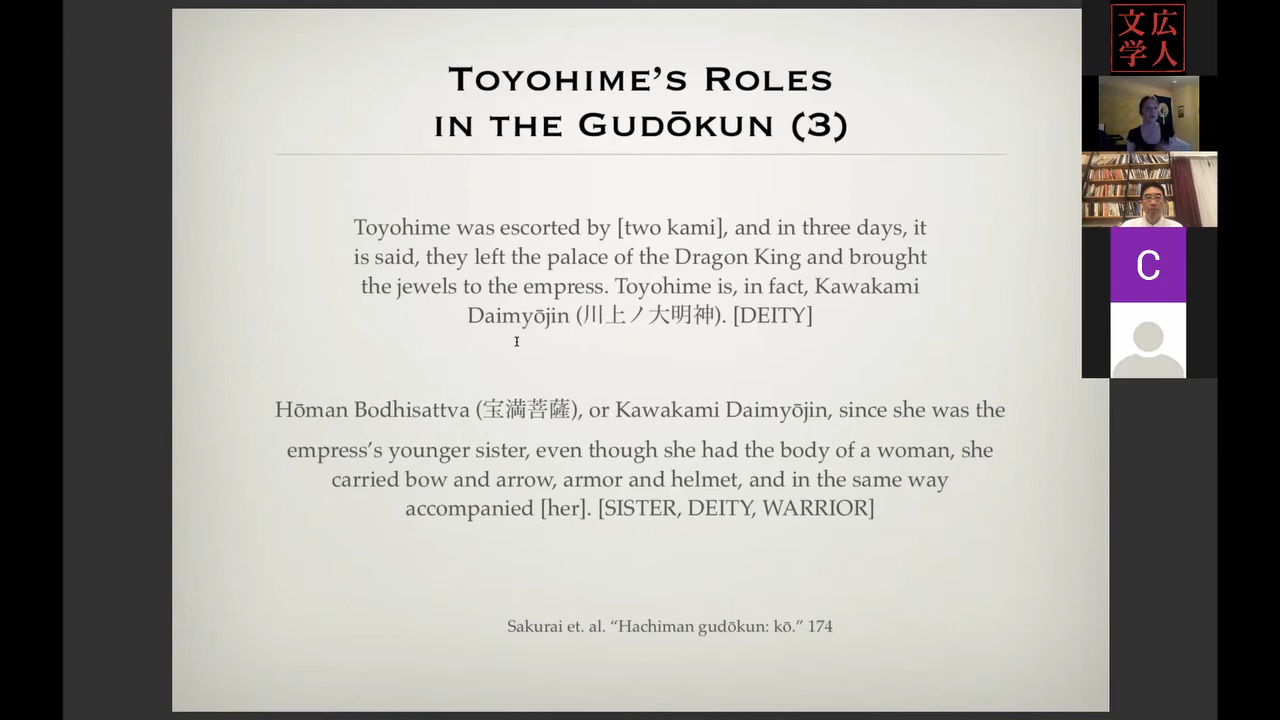 TOYOHIME'S ROLES
IN THE GUDŌKUN (3)
Toyohime was escorted by [two kami], and in three days, it
is said, they left the palace of the Dragon King and brought
the jewels to the empress. Toyohime is, in fact, Kawakami
Daimyōjin (川上ノ大明神). [DEITY]
Hōman Bodhisattva (宝満菩薩), or Kawakami Daimyōjin, since she was the
empress's younger sister, even though she had the body of a woman, she
carried bow and arrow, armor and helmet, and in the same way
accompanied [her]. [SISTER, DEITY, WARRIOR]
Sakurai et. al. “Hachiman gudōkun: kō.” 174
文広
学人
C